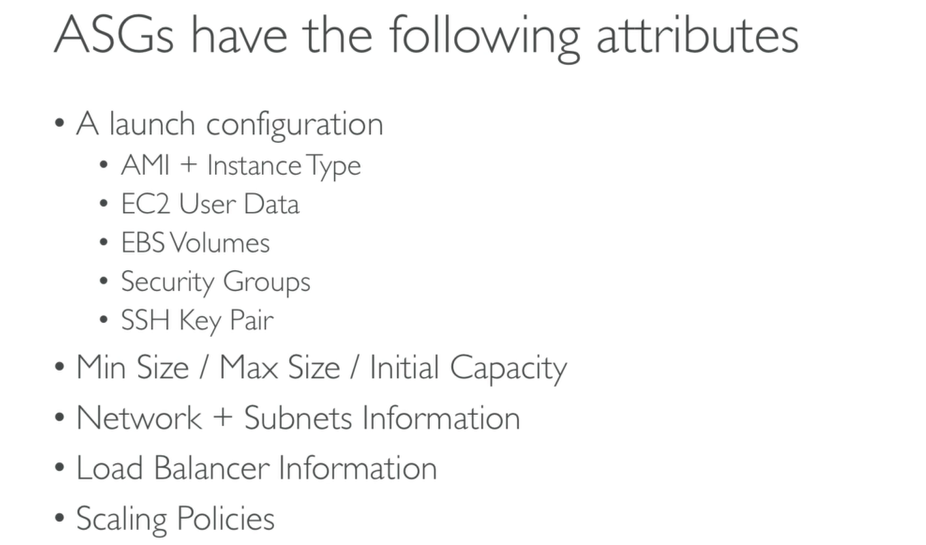 ASGs have the following attributes
• A launch configuration
• AMI + Instance Type
• EC2 User Data
• EBS Volumes
• Security Groups
• SSH Key Pair
• Min Size / Max Size / Initial Capacity
• Network + Subnets Information
• Load Balancer Information
• Scaling Policies